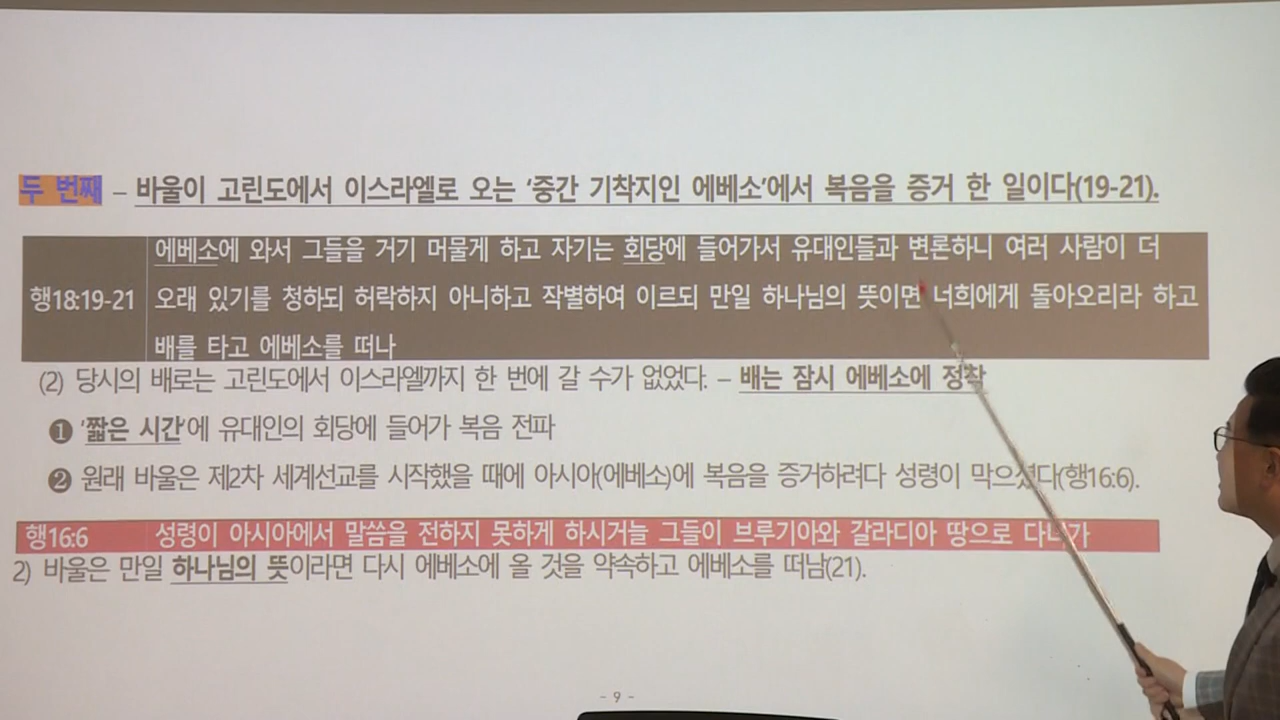 두 번째 – 바울이 고린도에서 이스라엘로 오는 ‘중간 기착지인 에베소’에서 복음을 증거 한 일이다(19-21).
행18:19-21
에베소에 와서 그들을 거기 머물게 하고 자기는 회당에 들어가서 유대인들과 변론하니 여러 사람이 더
오래 있기를 청하되 허락하지 아니하고 작별하여 이르되 만일 하나님의 뜻이면 너희에게 돌아오리라 하고
배를 타고 에베소를 떠나
(2) 당시의 배로는 고린도에서 이스라엘까지 한 번에 갈 수가 없었다. – 배는 잠시 에베소에 정착
❶ ‘짧은 시간’에 유대인의 회당에 들어가 복음 전파
❷ 원래 바울은 제2차 세계선교를 시작했을 때에 아시아(에베소)에 복음을 증거하려다 성령이 막으셨다(행16:6).
행16:6 성령이 아시아에서 말씀을 전하지 못하게 하시거늘 그들이 브루기아와 갈라디아 땅으로 다녀가
2) 바울은 만일 하나님의 뜻이라면 다시 에베소에 올 것을 약속하고 에베소를 떠남(21).
- 9 -